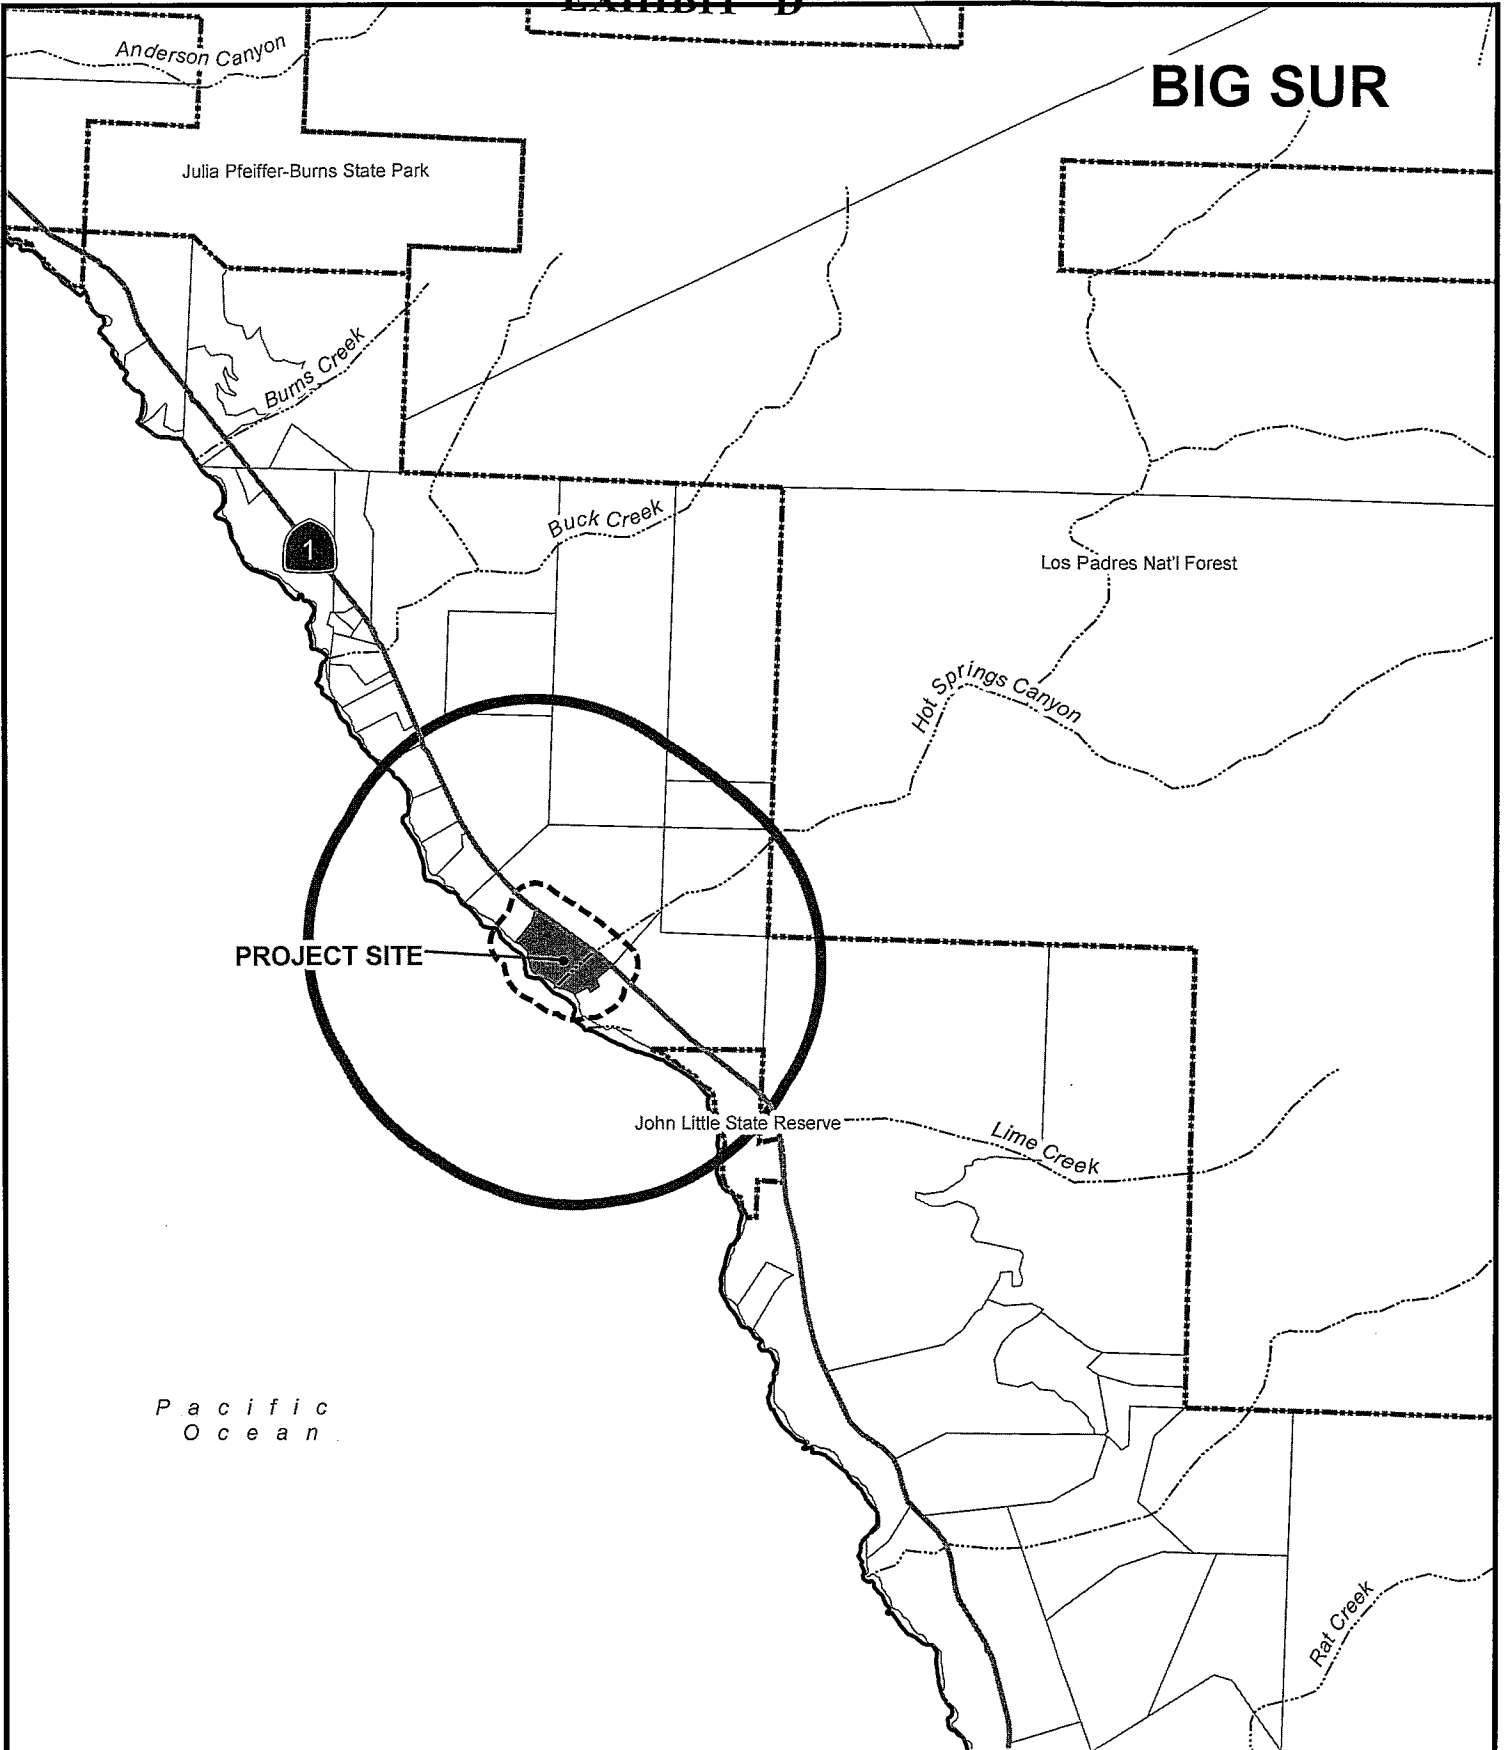 EXHIBIT D
BIG SUR
Anderson Canyon
Julia Pfeiffer-Burns State Park
Burns Creek
1
Buck Creek
Los Padres Nat'l Forest
Hot Springs Canyon
PROJECT SITE
John Little State Reserve
Lime Creek
Pacific
Ocean
Rat Creek